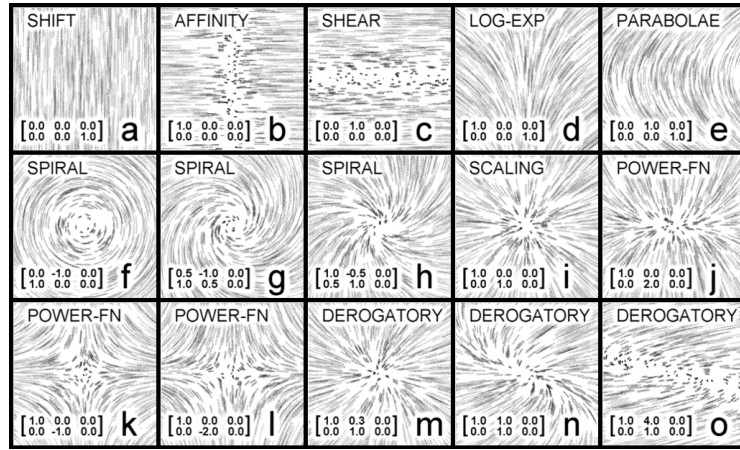 SHIFT
[0.0 0.0 0.0
0.0 0.0 1.0] a
AFFINITY
[1.0 0.0 0.0
0.0 0.0 0.0] b
SHEAR
[0.0 1.0 0.0
0.0 0.0 0.0] c
LOG-EXP
[1.0 0.0 0.0
0.0 0.0 1.0] d
PARABOLAE
[0.0 1.0 0.0
0.0 0.0 1.0] e
SPIRAL
[0.0 -1.0 0.0
1.0 0.0 0.0] f
SPIRAL
[0.5 -1.0 0.0
1.0 0.5 0.0] g
SPIRAL
[1.0 -0.5 0.0
0.5 1.0 0.0] h
SCALING
[1.0 0.0 0.0
0.0 1.0 0.0] i
POWER-FN
[1.0 0.0 0.0
0.0 2.0 0.0] j
POWER-FN
[1.0 0.0 0.0
0.0 -1.0 0.0] k
POWER-FN
[1.0 0.0 0.0
0.0 -2.0 0.0] l
DEROGATORY
[1.0 0.3 0.0
0.0 1.0 0.0] m
DEROGATORY
[1.0 1.0 0.0
0.0 1.0 0.0] n
DEROGATORY
[1.0 4.0 0.0
0.0 1.0 0.0] o